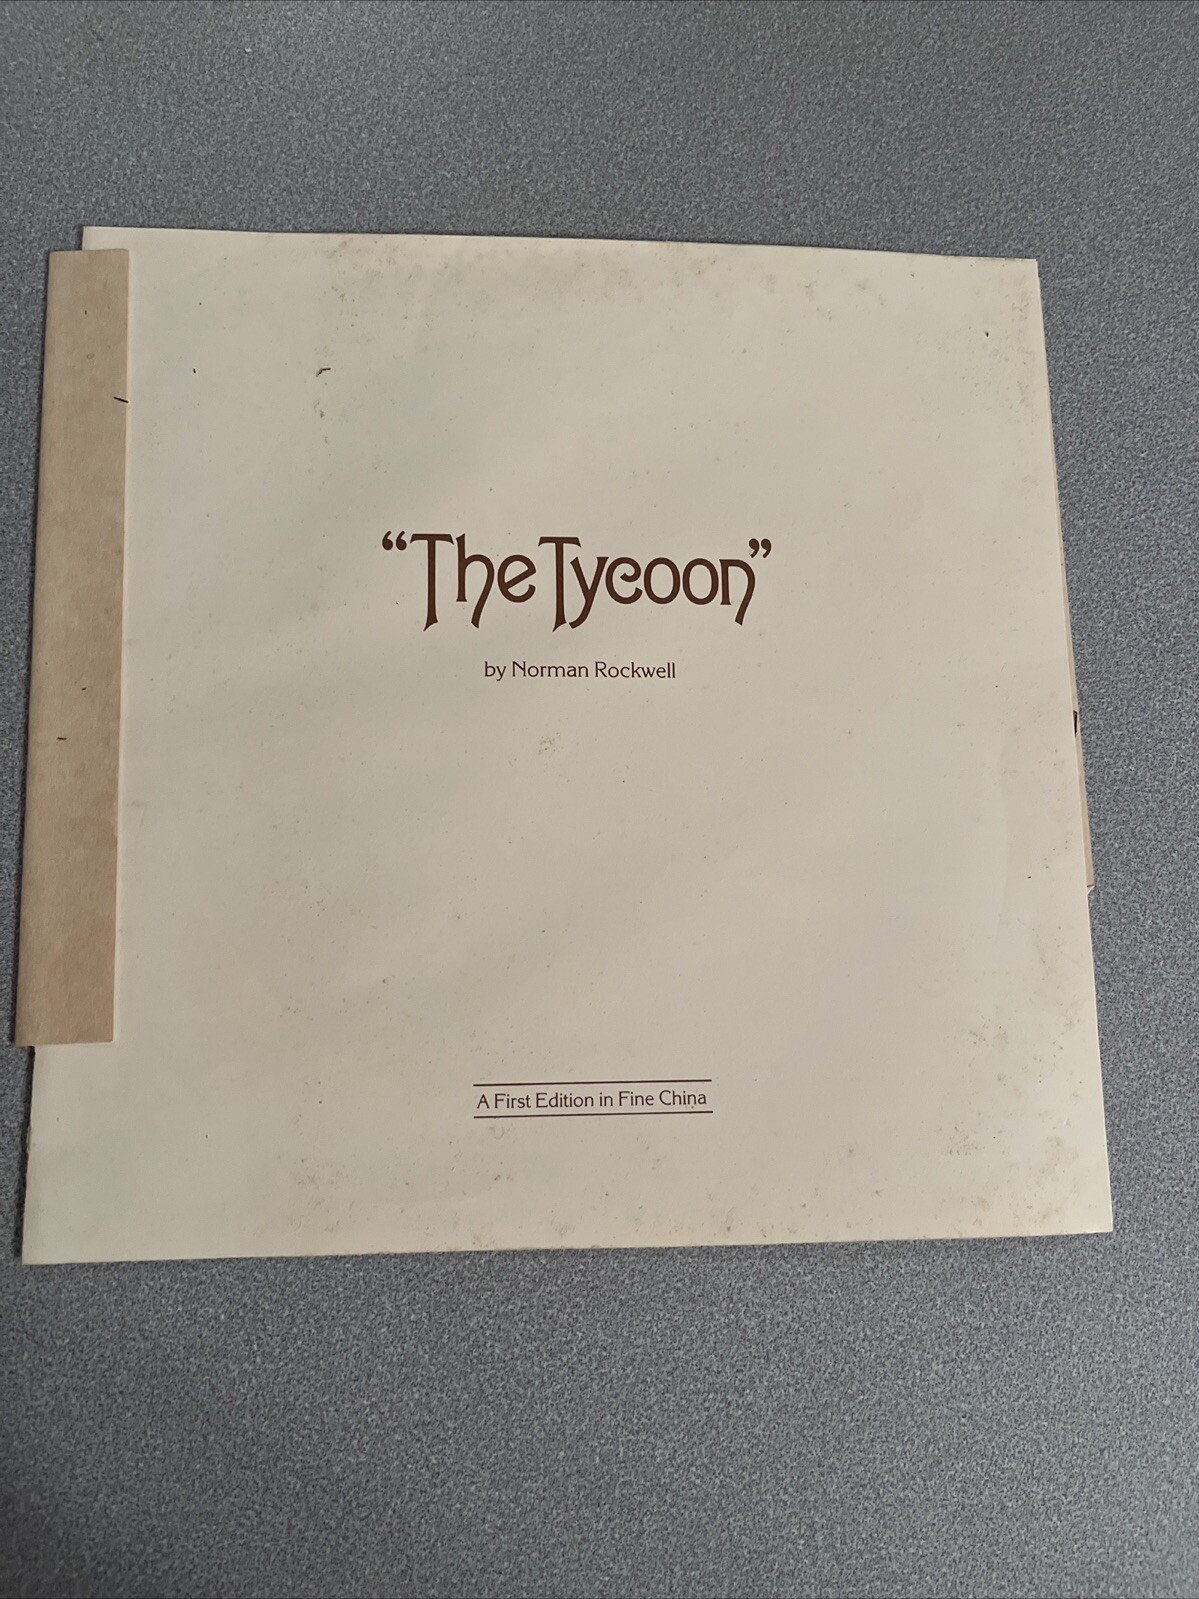 “The Tycoon”
by Norman Rockwell
A First Edition in Fine China